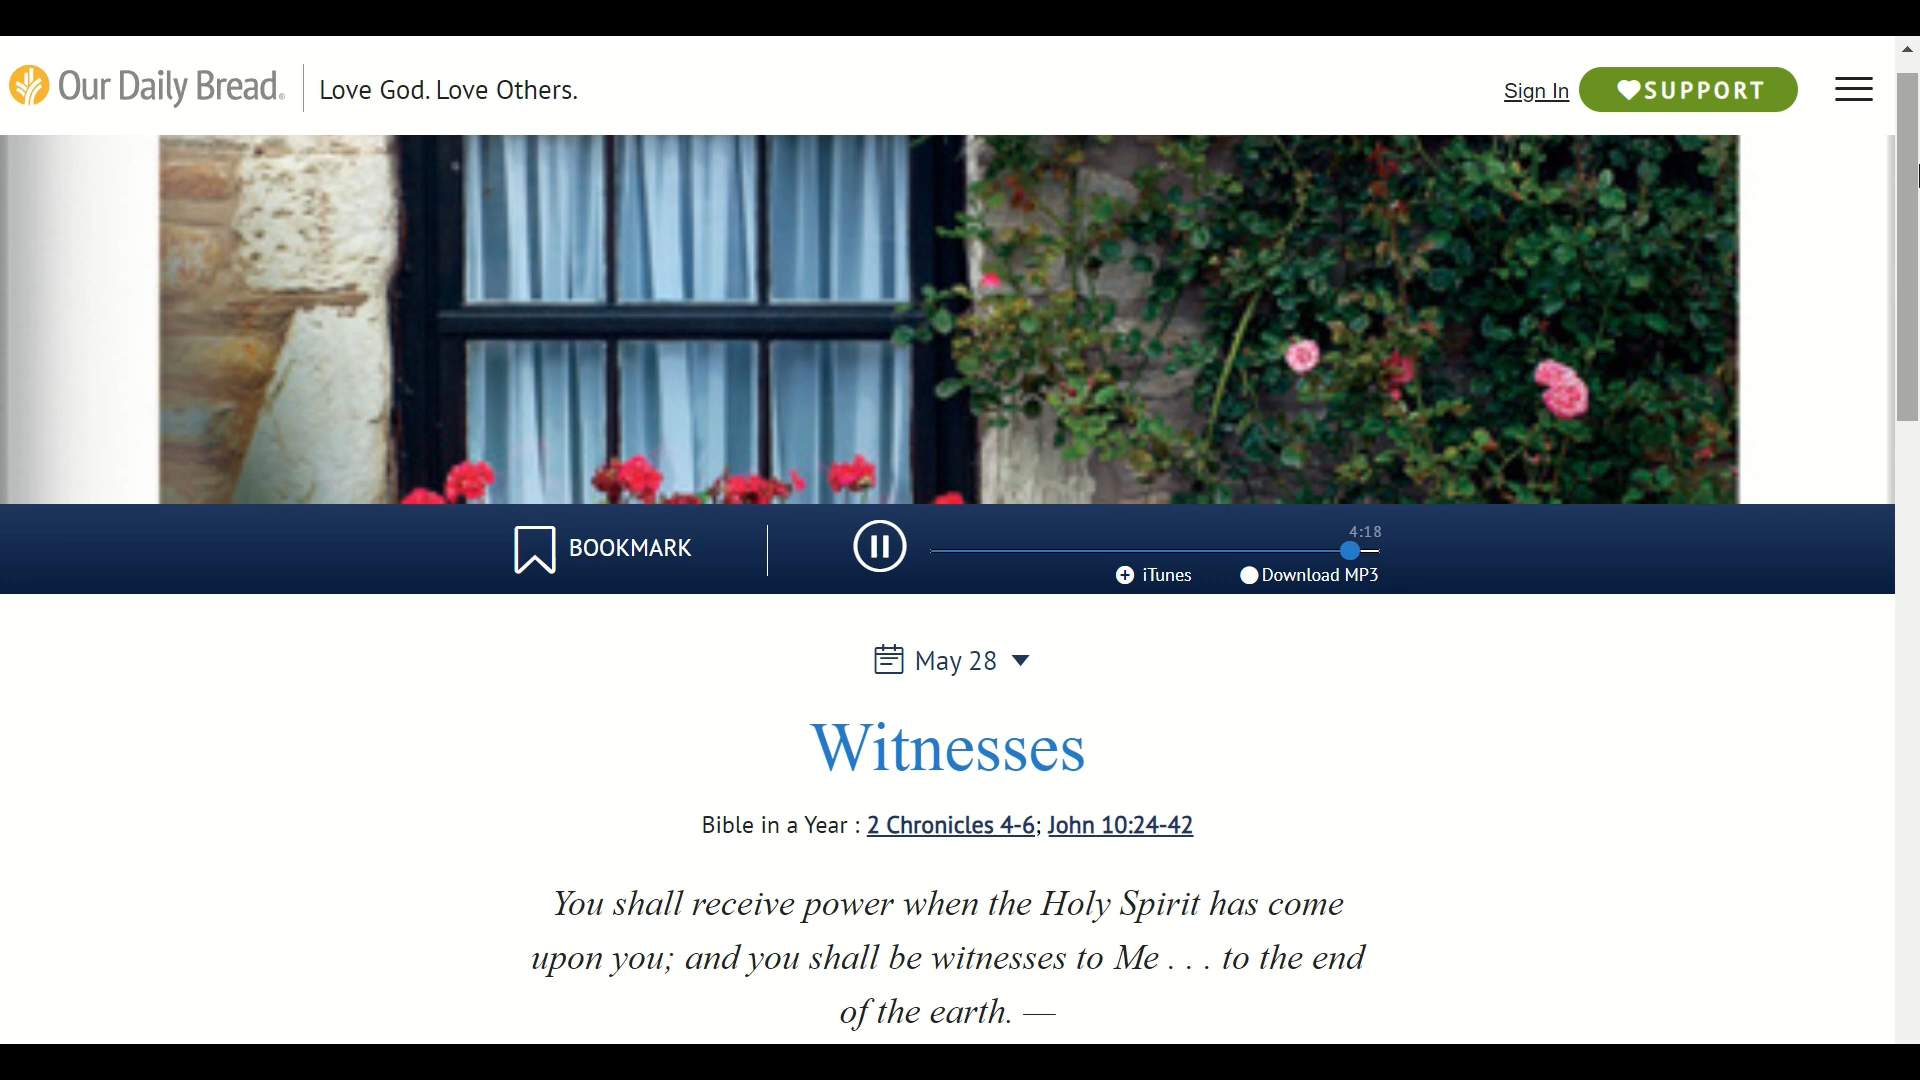 Our Daily Bread®
Love God. Love Others.
Sign In
SUPPORT
BOOKMARK
4:18
iTunes
Download MP3
May 28
Witnesses
Bible in a Year : 2 Chronicles 4-6; John 10:24-42
You shall receive power when the Holy Spirit has come
upon you; and you shall be witnesses to Me . . . to the end
of the earth. —